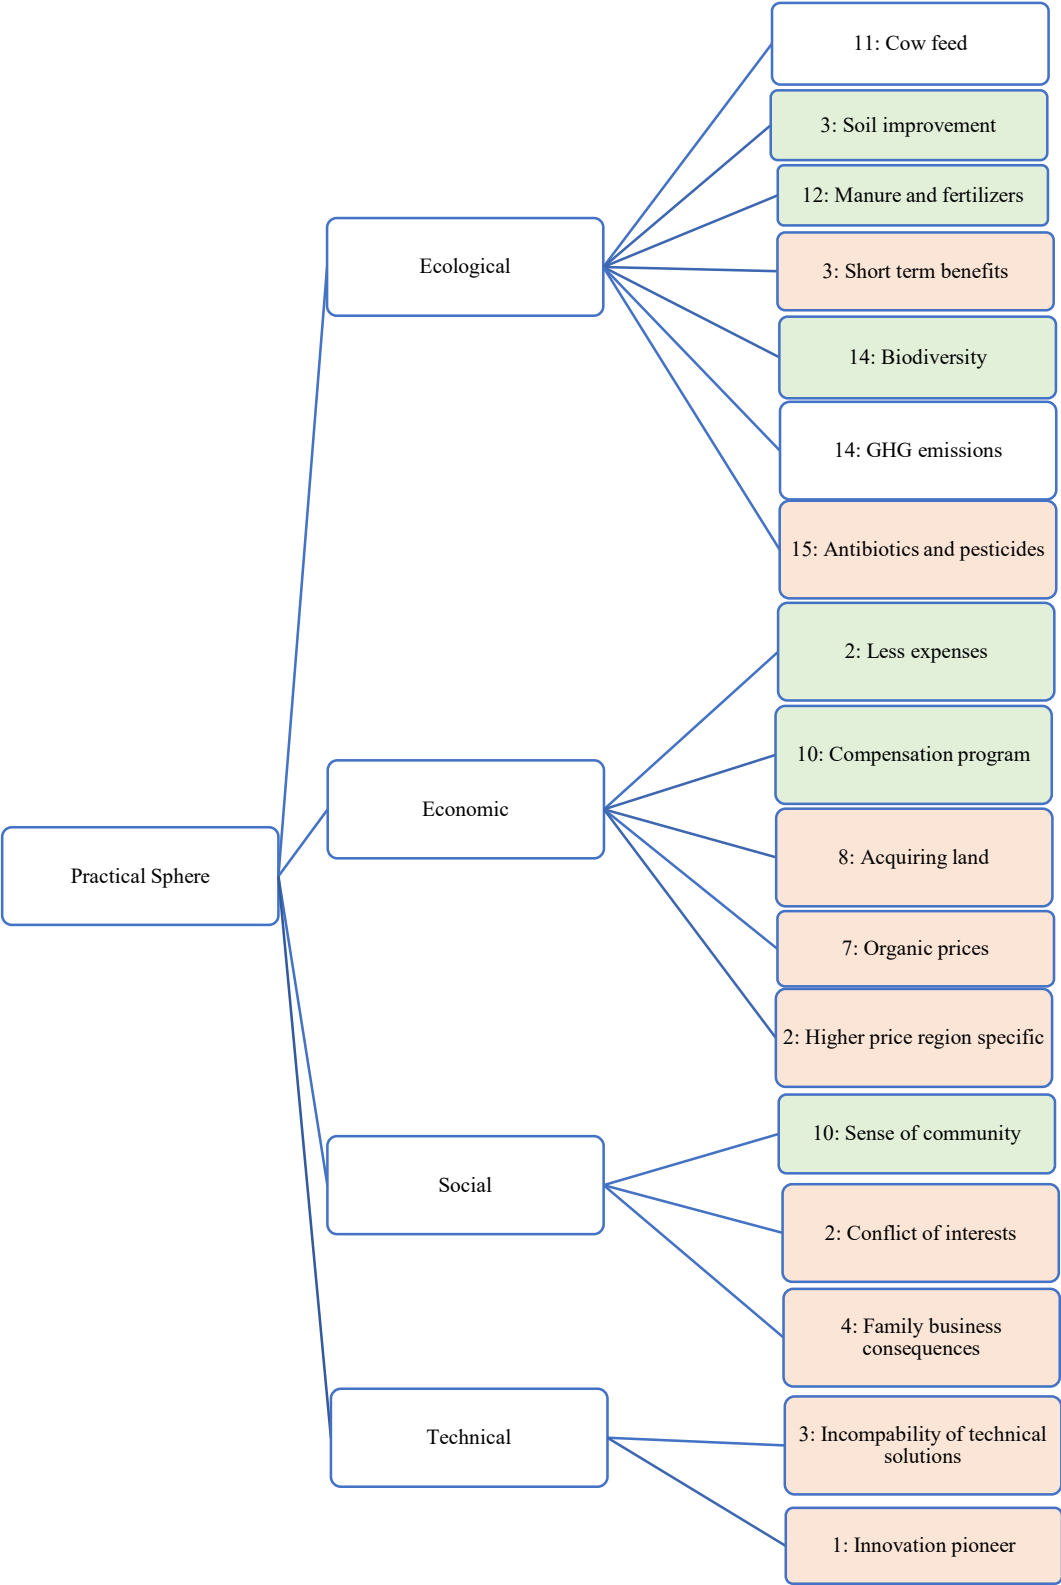 Practical Sphere
Ecological
11: Cow feed
3: Soil improvement
12: Manure and fertilizers
3: Short term benefits
14: Biodiversity
14: GHG emissions
15: Antibiotics and pesticides
Economic
2: Less expenses
10: Compensation program
8: Acquiring land
7: Organic prices
2: Higher price region specific
Social
10: Sense of community
2: Conflict of interests
4: Family business
consequences
Technical
3: Incompability of technical
solutions
1: Innovation pioneer